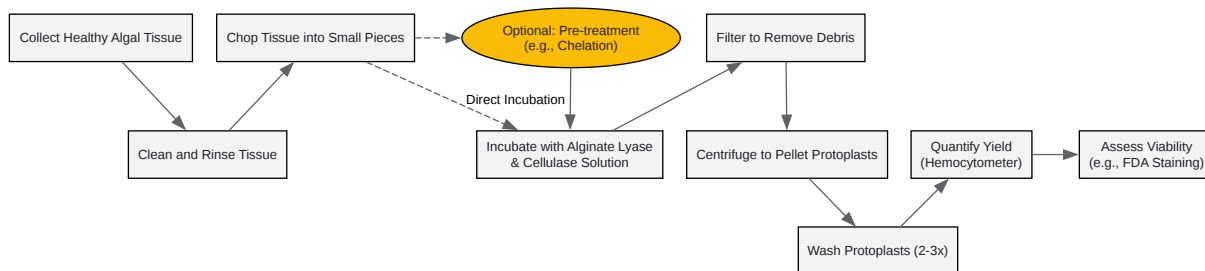 Collect Healthy Algal Tissue
Clean and Rinse Tissue
Chop Tissue into Small Pieces
Optional: Pre-treatment
(e.g., Chelation)
Direct Incubation
Incubate with Alginate Lyase
& Cellulase Solution
Filter to Remove Debris
Centrifuge to Pellet Protoplasts
Wash Protoplasts (2-3x)
Quantify Yield
(Hemocytometer)
Assess Viability
(e.g., FDA Staining)